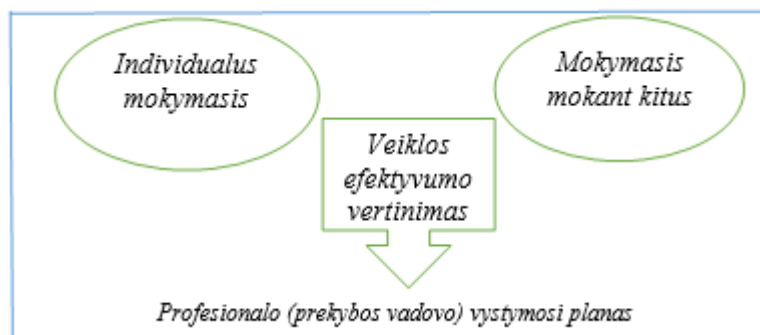 Individualus
mokymasis
Mokymasis
mokant kitus
Veiklos
efektyvumo
vertinimas
Profesionalo (prekybos vadovo) vystymosi planas